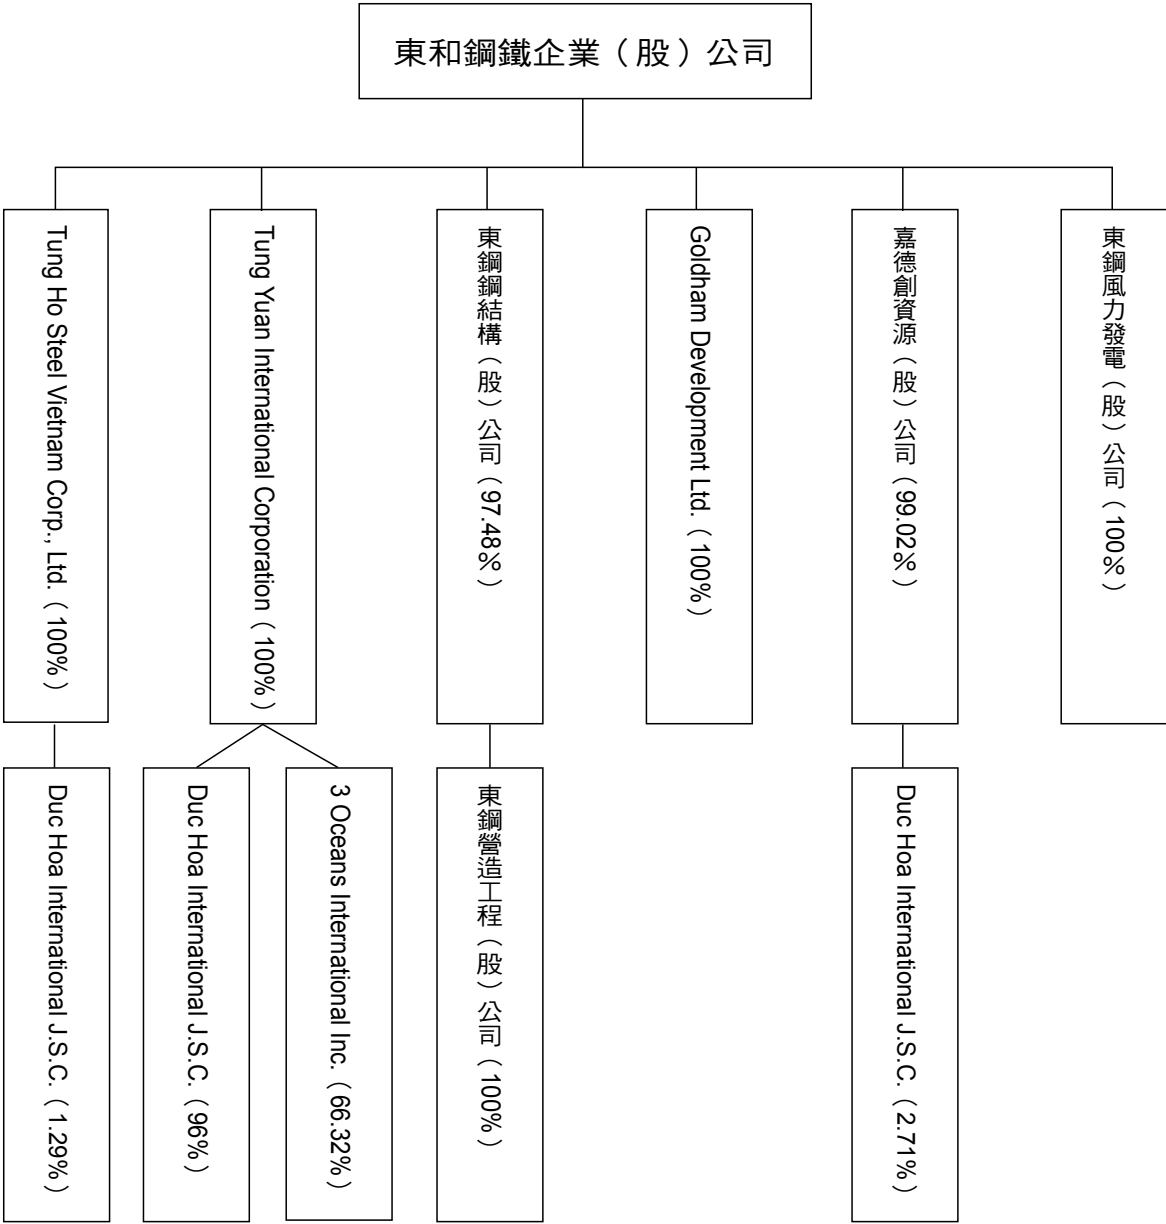 東和鋼鐵企業（股）公司
Tung Ho Steel Vietnam Corp., Ltd.（100%）
Tung Yuan International Corporation（100%）
東鋼鋼結構（股）公司（97.48%）
Goldham Development Ltd.（100%）
嘉德創資源（股）公司（99.02%）
東鋼風力發電（股）公司（100%）
Duc Hoa International J.S.C.（1.29%）
Duc Hoa International J.S.C.（96%）
3 Oceans International Inc.（66.32%）
東鋼營造工程（股）公司（100%）
Duc Hoa International J.S.C.（2.71%）